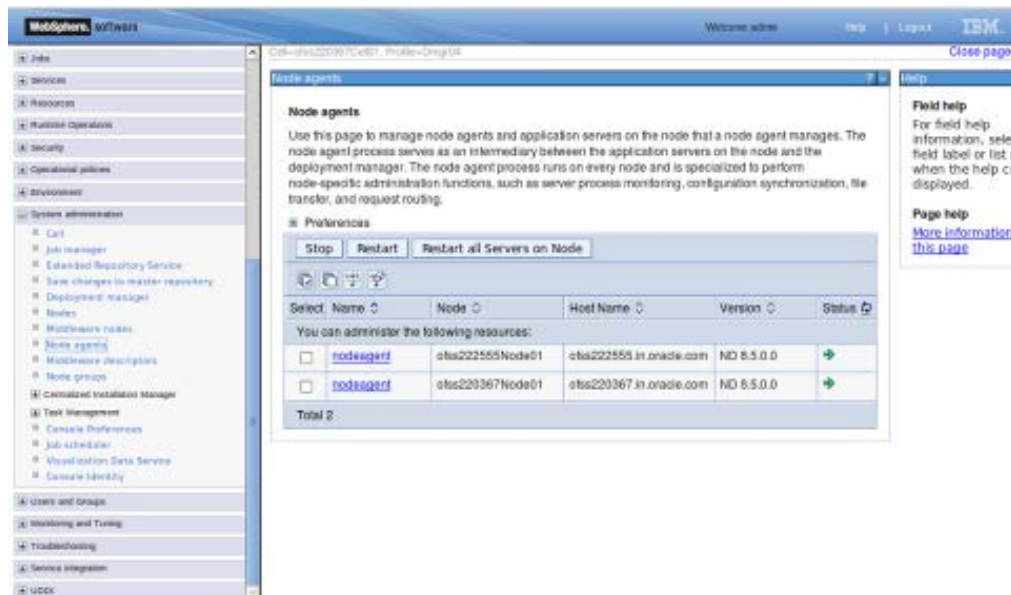 WebSphere. software
Welcome admin
Help | Logout
IBM.
Cell=ofss220367Cell01, Profile=Dmgr04
Close page
Jobs
Services
Resources
Runtime Operations
Security
Operational policies
Environment
System administration
Cell
Job manager
Extended Repository Service
Save changes to master repository
Deployment manager
Nodes
Middleware nodes
Node agents
Middleware descriptors
Node groups
Centralized Installation Manager
Task Management
Console Preferences
Job scheduler
Visualization Data Service
Console Identity
Users and Groups
Monitoring and Tuning
Troubleshooting
Service integration
UDDI
Node agents
? -
Node agents
Use this page to manage node agents and application servers on the node that a node agent manages. The
node agent process serves as an intermediary between the application servers on the node and the
deployment manager. The node agent process runs on every node and is specialized to perform
node-specific administration functions, such as server process monitoring, configuration synchronization, file
transfer, and request routing.
Preferences
Stop Restart Restart all Servers on Node
Select Name Node Host Name Version Status
You can administer the following resources:
nodeagent ofss222555Node01 ofss222555.in.oracle.com ND 8.5.0.0
nodeagent ofss220367Node01 ofss220367.in.oracle.com ND 8.5.0.0
Total 2
Help
Field help
For field help
information, sele
field label or list
when the help c
displayed.
Page help
More information
this page